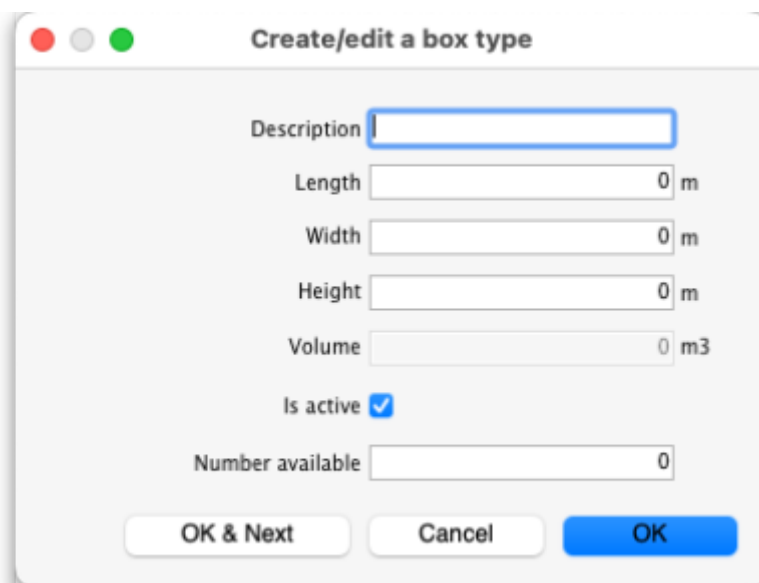 Create/edit a box type
Description
Length 0 m
Width 0 m
Height 0 m
Volume 0 m3
Is active
Number available 0
OK & Next Cancel OK